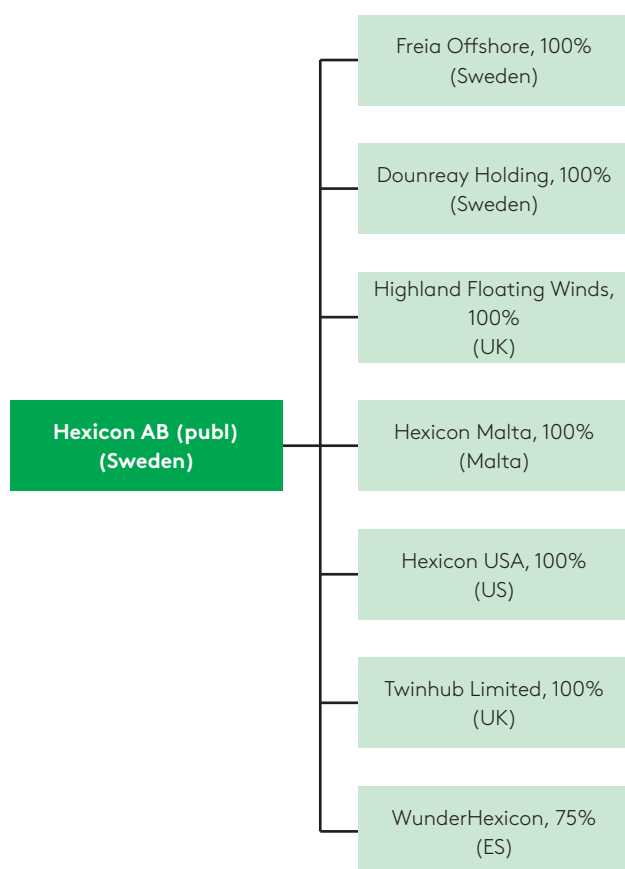 Freia Offshore, 100%
(Sweden)
Dounreay Holding, 100%
(Sweden)
Highland Floating Winds,
100%
(UK)
Hexicon AB (publ)
(Sweden)
Hexicon Malta, 100%
(Malta)
Hexicon USA, 100%
(US)
Twinhub Limited, 100%
(UK)
WunderHexicon, 75%
(ES)